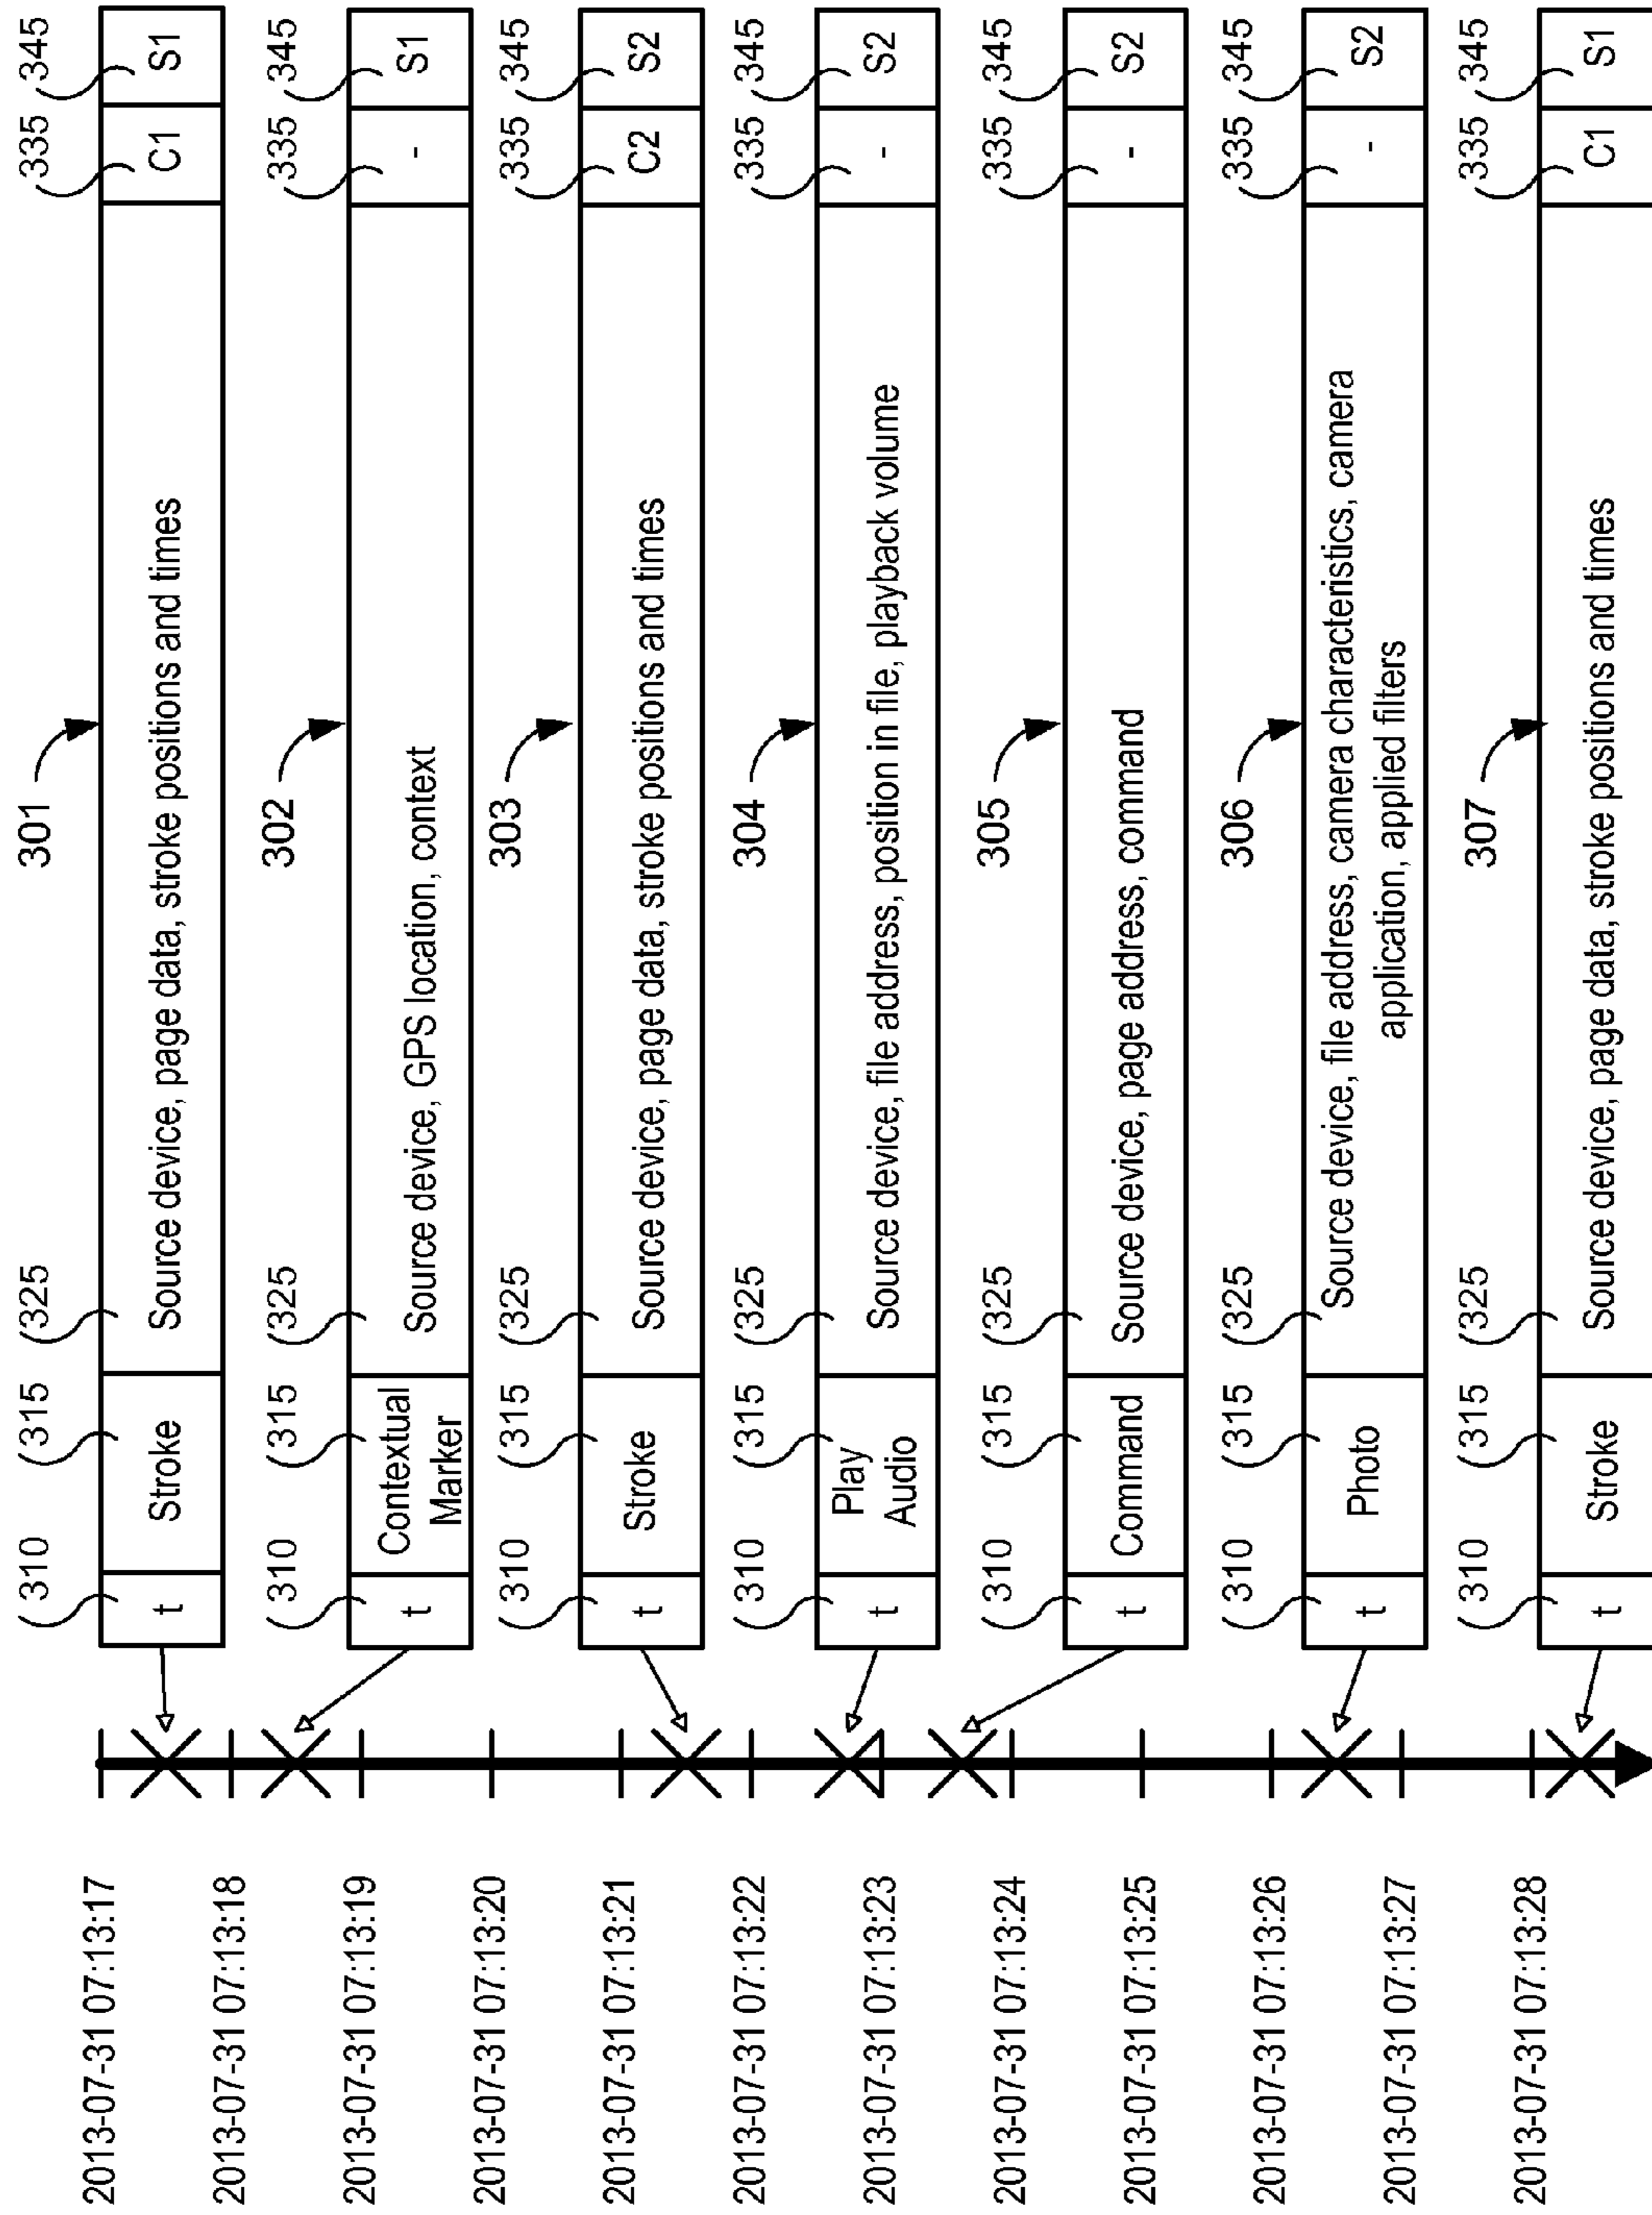 2013-07-31 07:13:17
2013-07-31 07:13:18
2013-07-31 07:13:19
2013-07-31 07:13:20
2013-07-31 07:13:21
2013-07-31 07:13:22
2013-07-31 07:13:23
2013-07-31 07:13:24
2013-07-31 07:13:25
2013-07-31 07:13:26
2013-07-31 07:13:27
2013-07-31 07:13:28
310 315 325 301 335 345
t Stroke Source device, page data, stroke positions and times C1 S1
310 315 325 302 335 345
t Contextual Marker Source device, GPS location, context - S1
310 315 325 303 335 345
t Stroke Source device, page data, stroke positions and times C2 S2
310 315 325 304 335 345
t Play Audio Source device, file address, position in file, playback volume - S2
310 315 325 305 335 345
t Command Source device, page address, command - S2
310 315 325 306 335 345
t Photo Source device, file address, camera characteristics, camera - S2
application, applied filters
310 315 325 307 335 345
t Stroke Source device, page data, stroke positions and times C1 S1